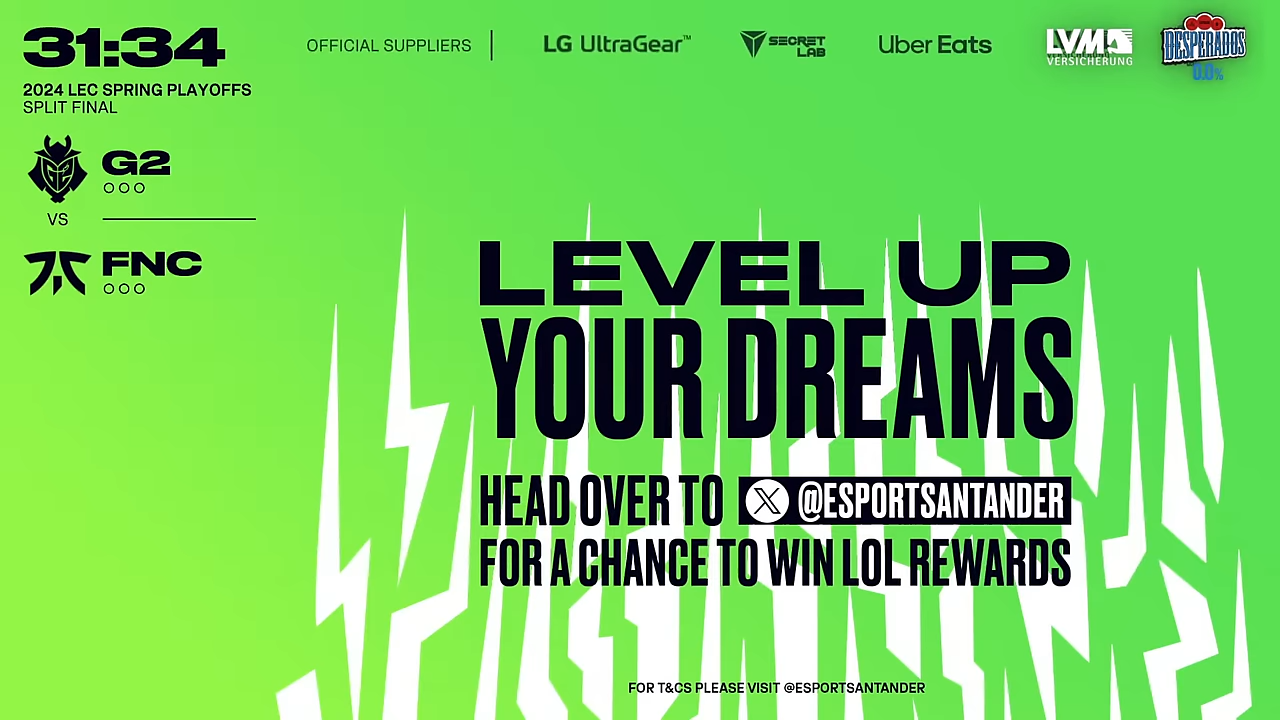 31:34
2024 LEC SPRING PLAYOFFS
SPLIT FINAL
G2
VS
FNC
OFFICIAL SUPPLIERS
LG UltraGear™
SECRET LAB
Uber Eats
LVM
VERSICHERUNG
DESPERADOS
0.0%
LEVEL UP
YOUR DREAMS
HEAD OVER TO X @ESPORTSANTANDER
FOR A CHANCE TO WIN LOL REWARDS
FOR T&CS PLEASE VISIT @ESPORTSANTANDER